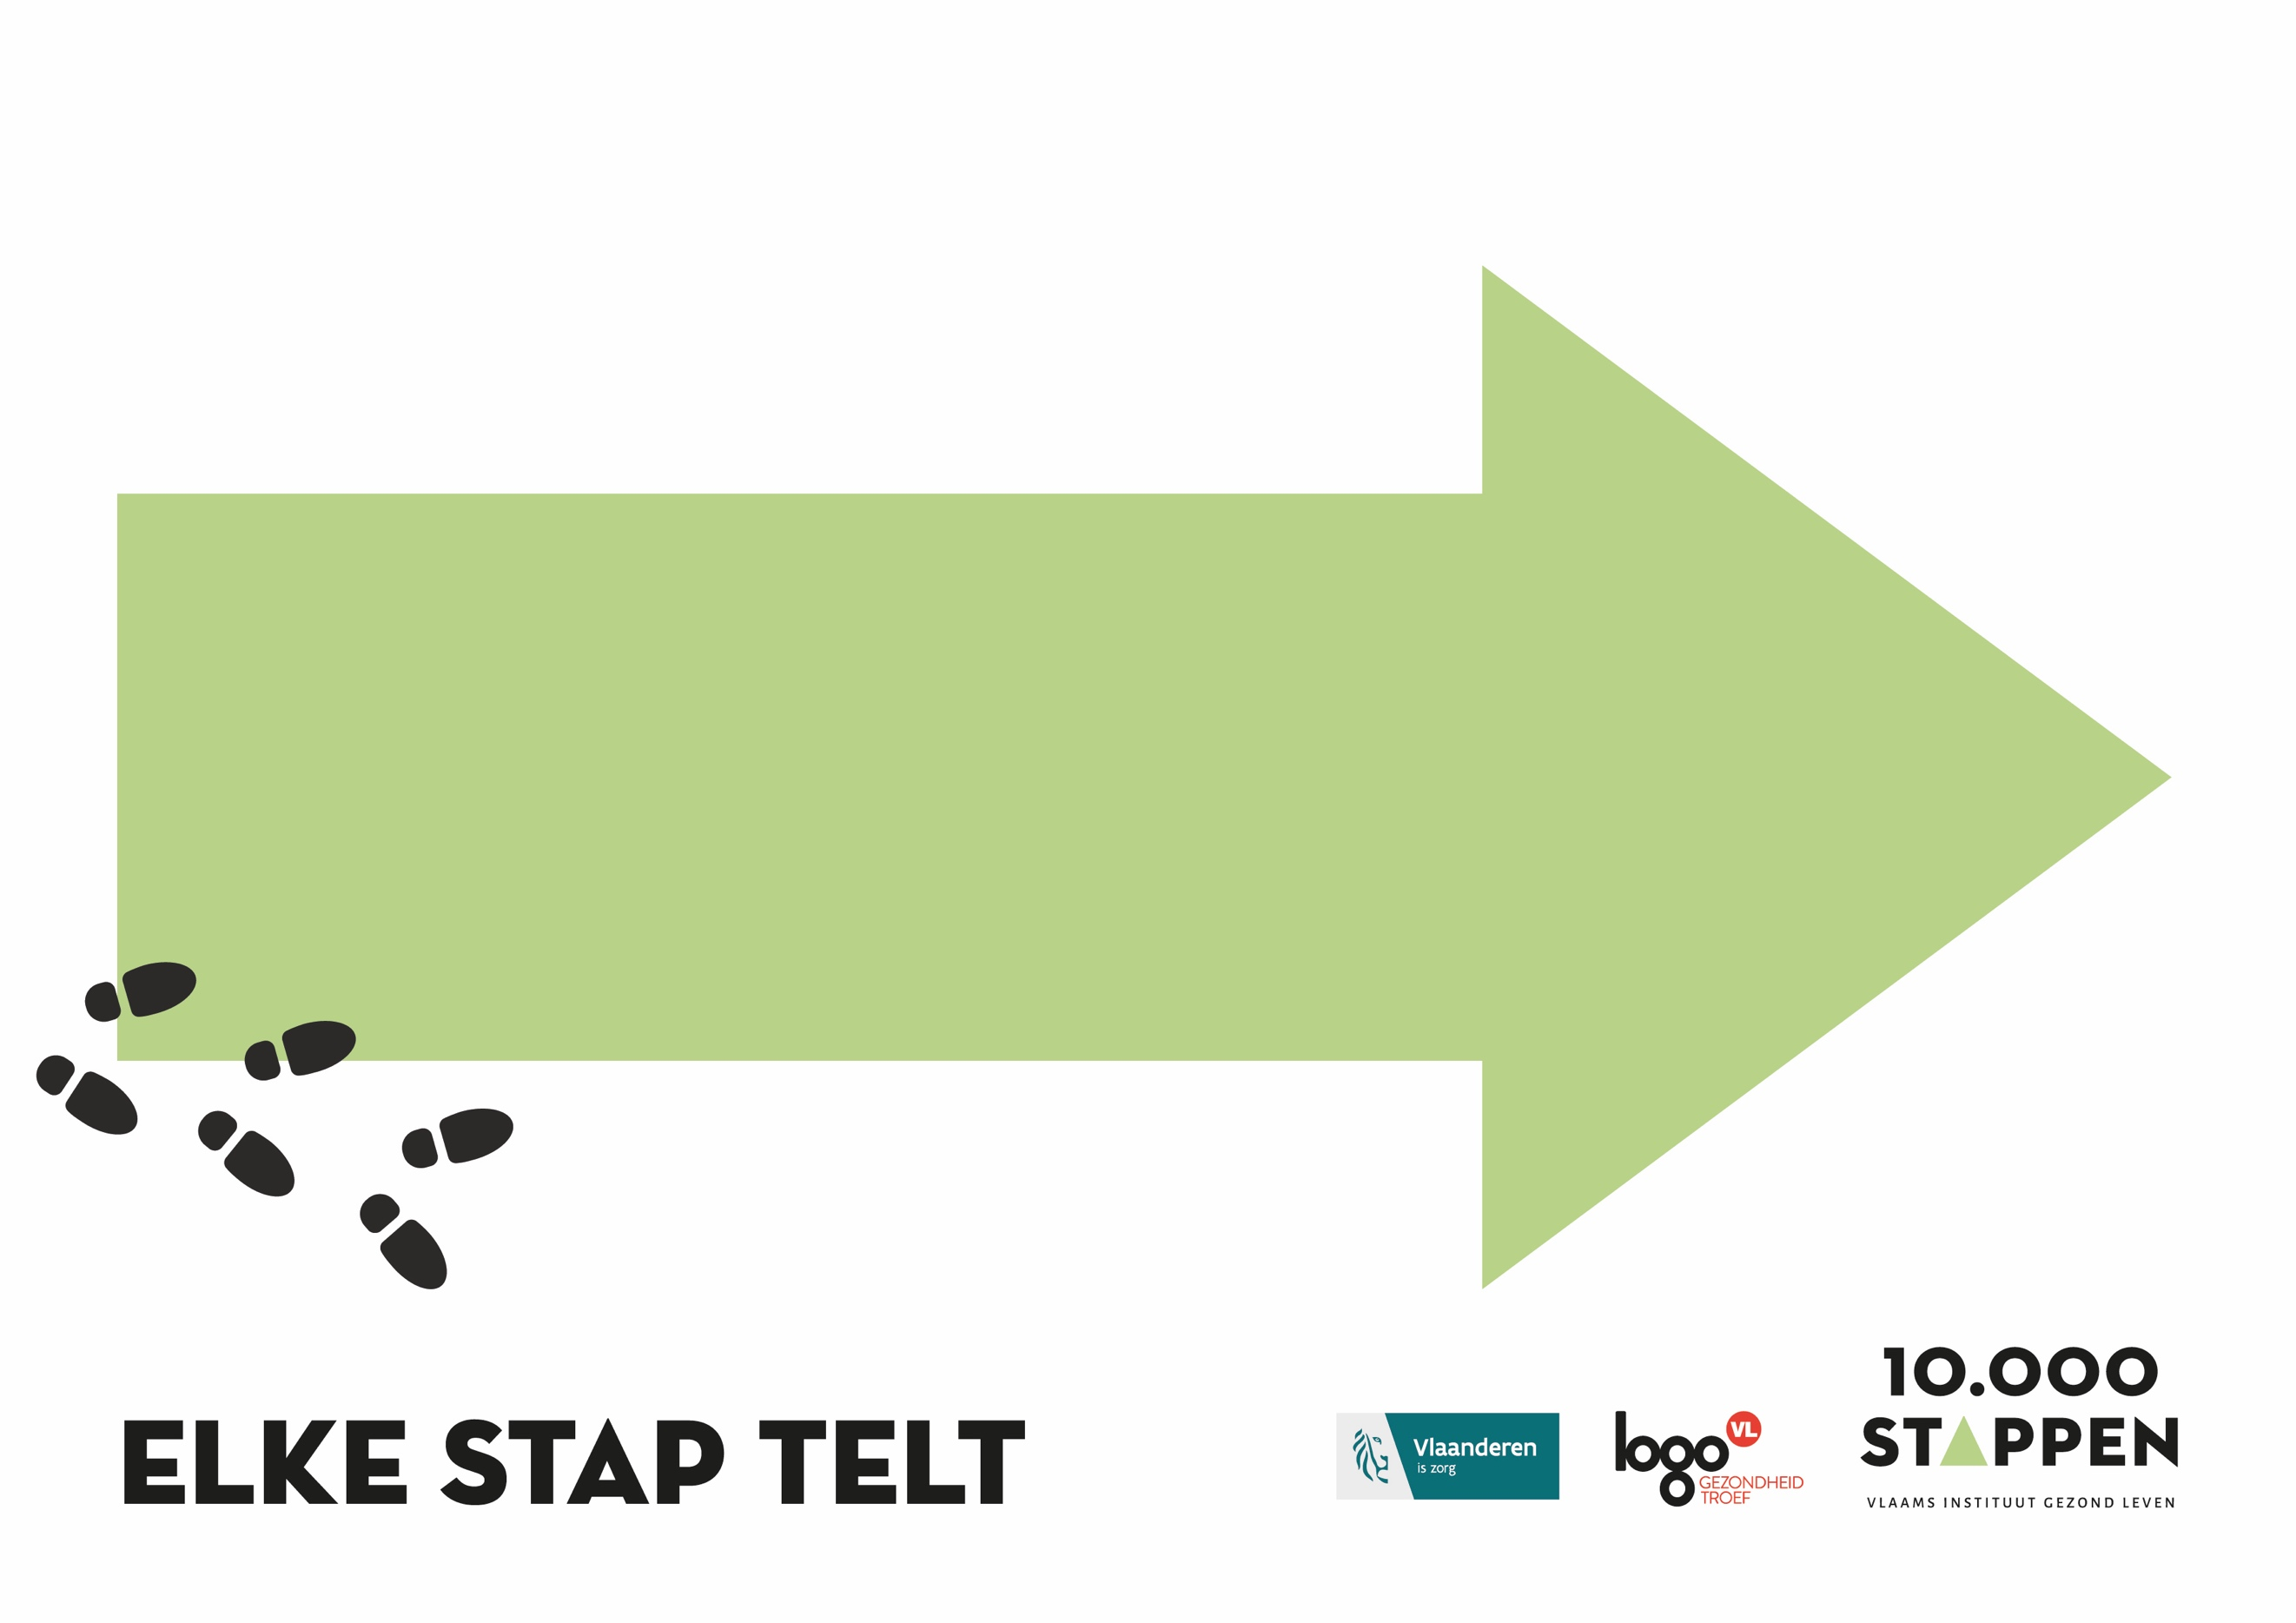 ELKE STAP TELT
Vlaanderen
is zorg
logo
VL
GEZONDHEID
TROEF
10.000
STAPPEN
VLAAMS INSTITUUT GEZOND LEVEN